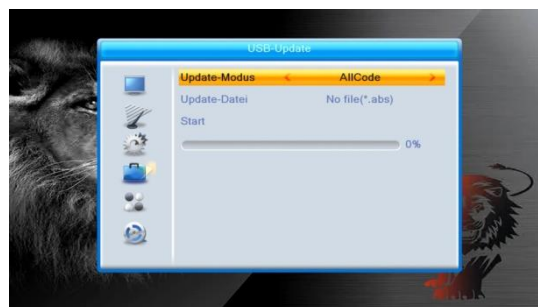 USB-Update
Update-Modus AllCode
Update-Datei No file(*.abs)
Start
0%